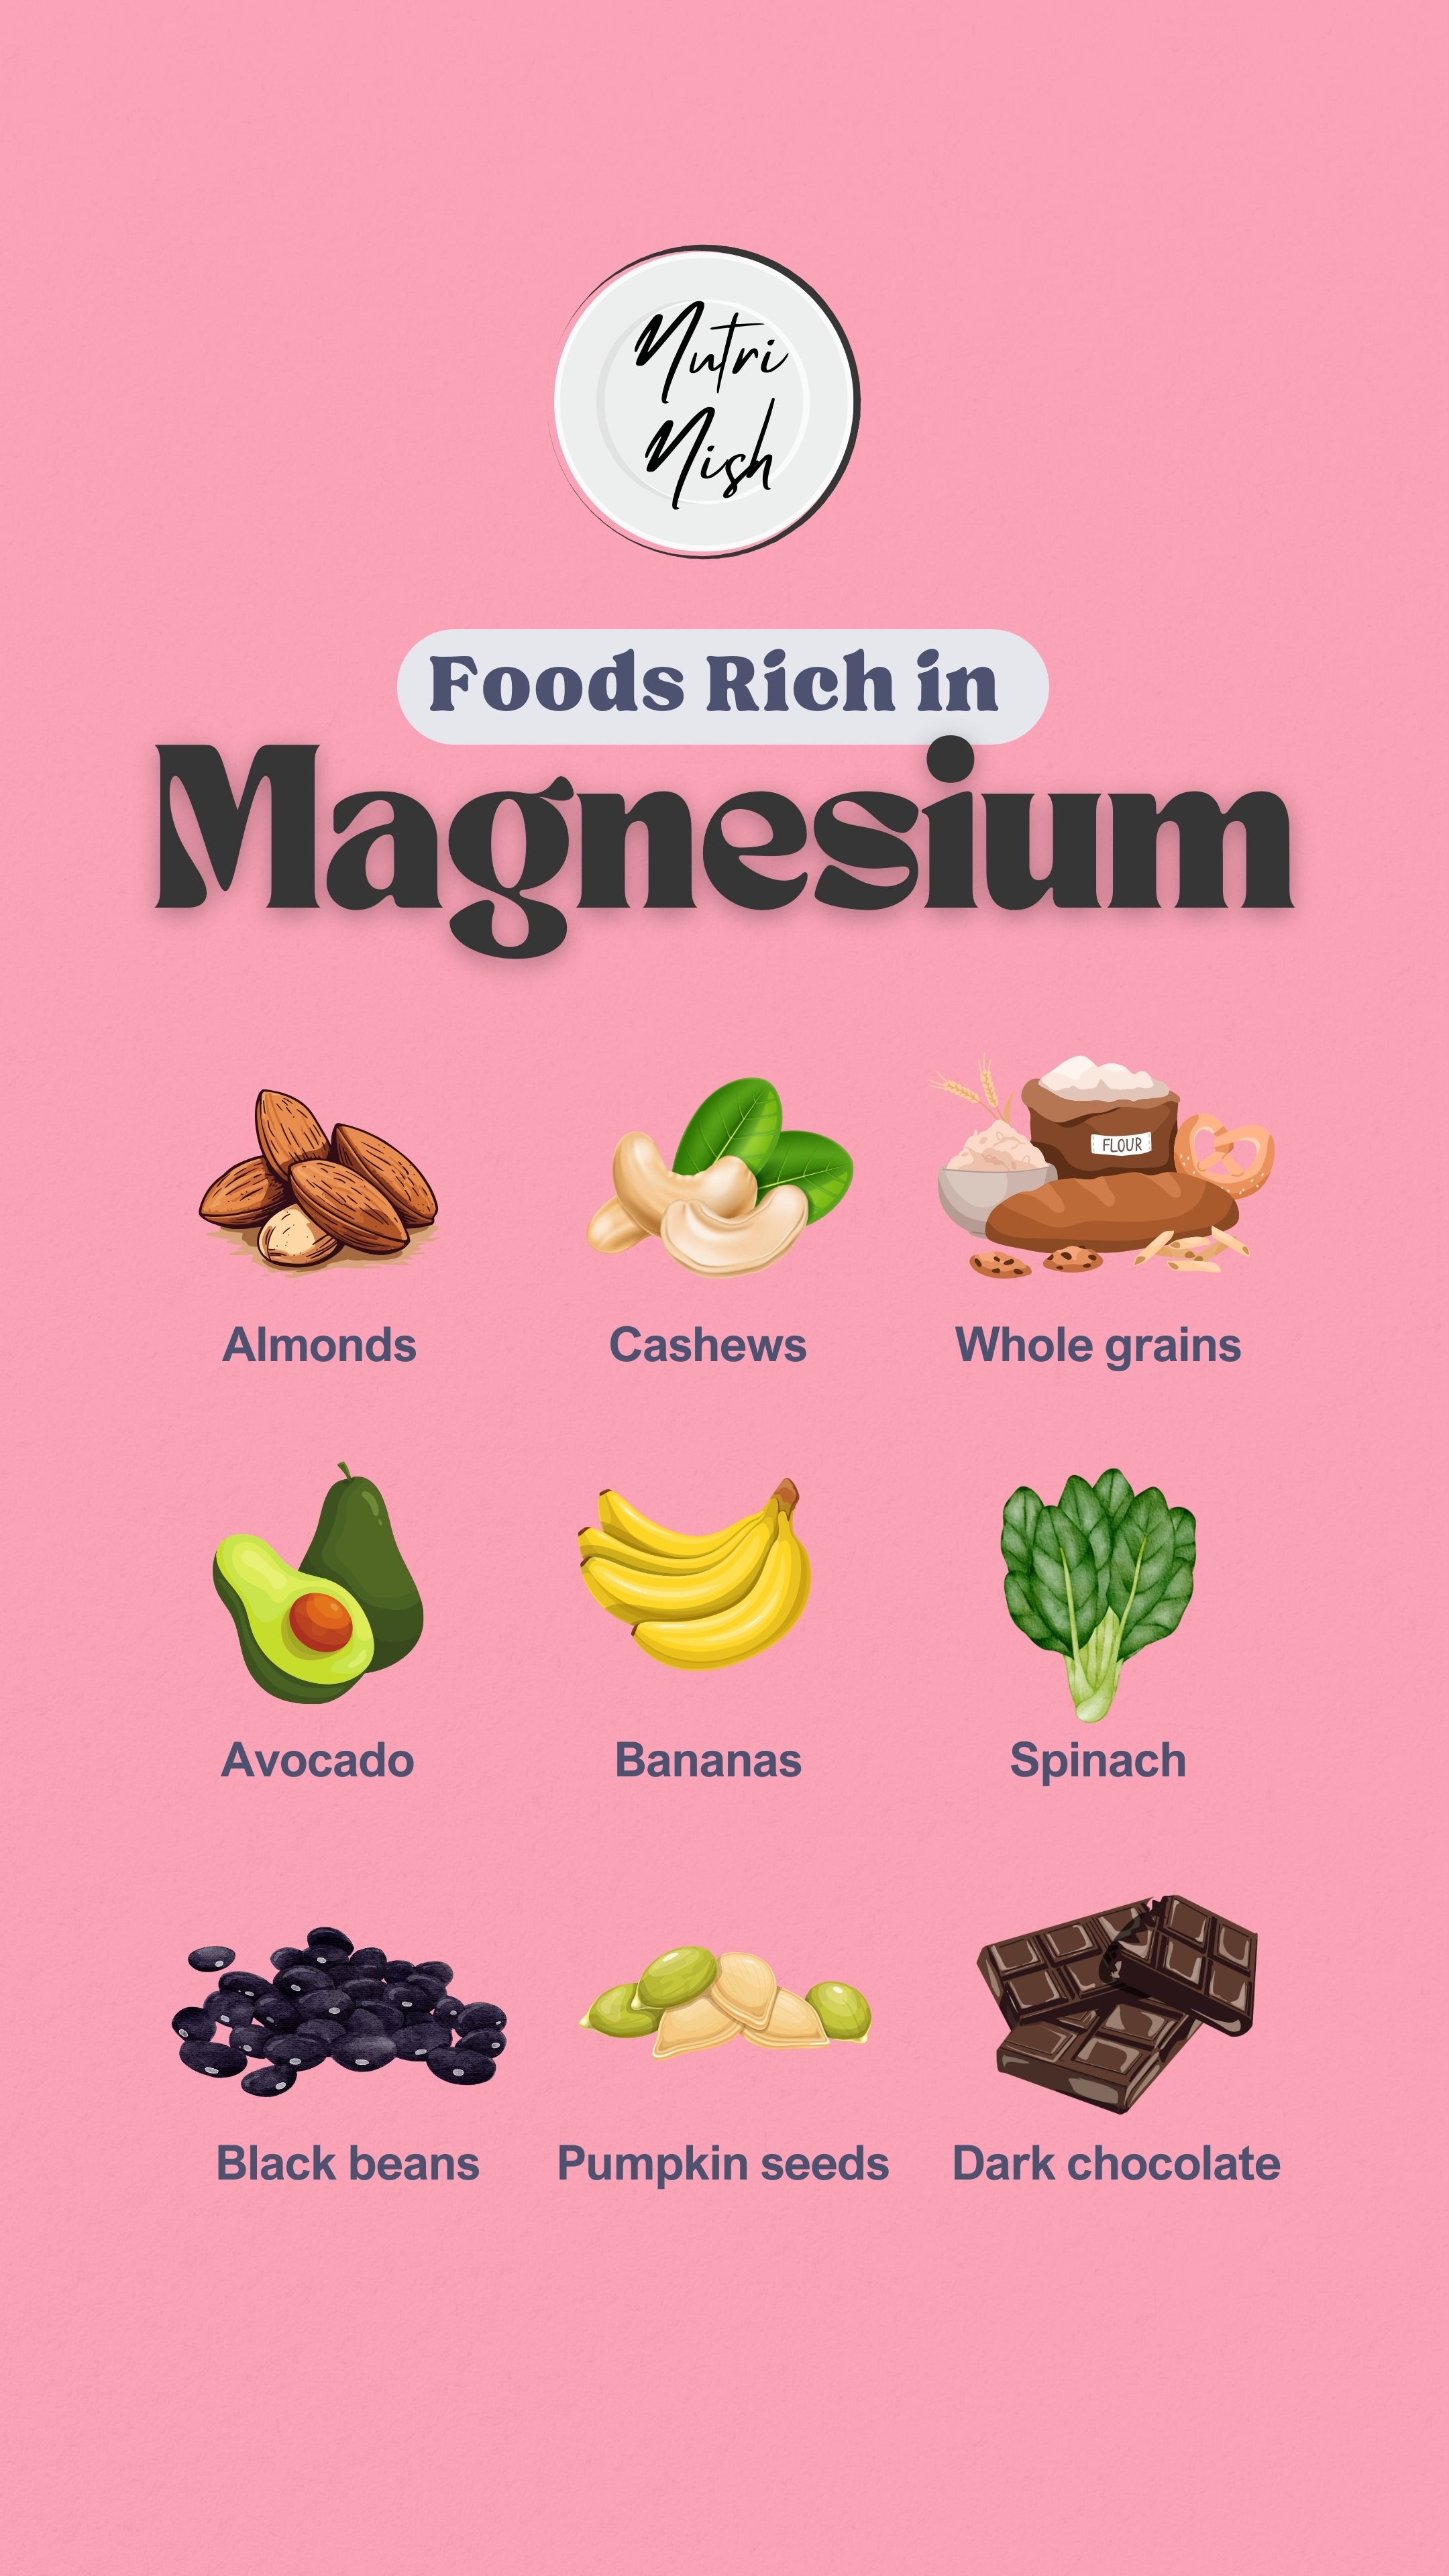 Nutri
Nish
Foods Rich in
Magnesium
FLOUR
Almonds
Cashews
Whole grains
Avocado
Bananas
Spinach
Black beans
Pumpkin seeds
Dark chocolate